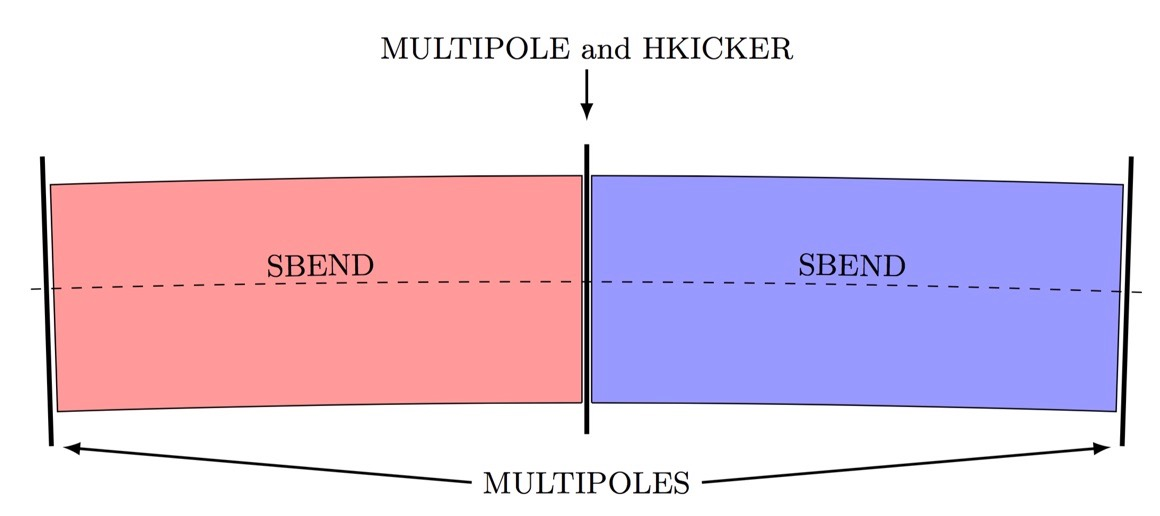 MULTIPOLE and HKICKER
SBEND
SBEND
MULTIPOLES